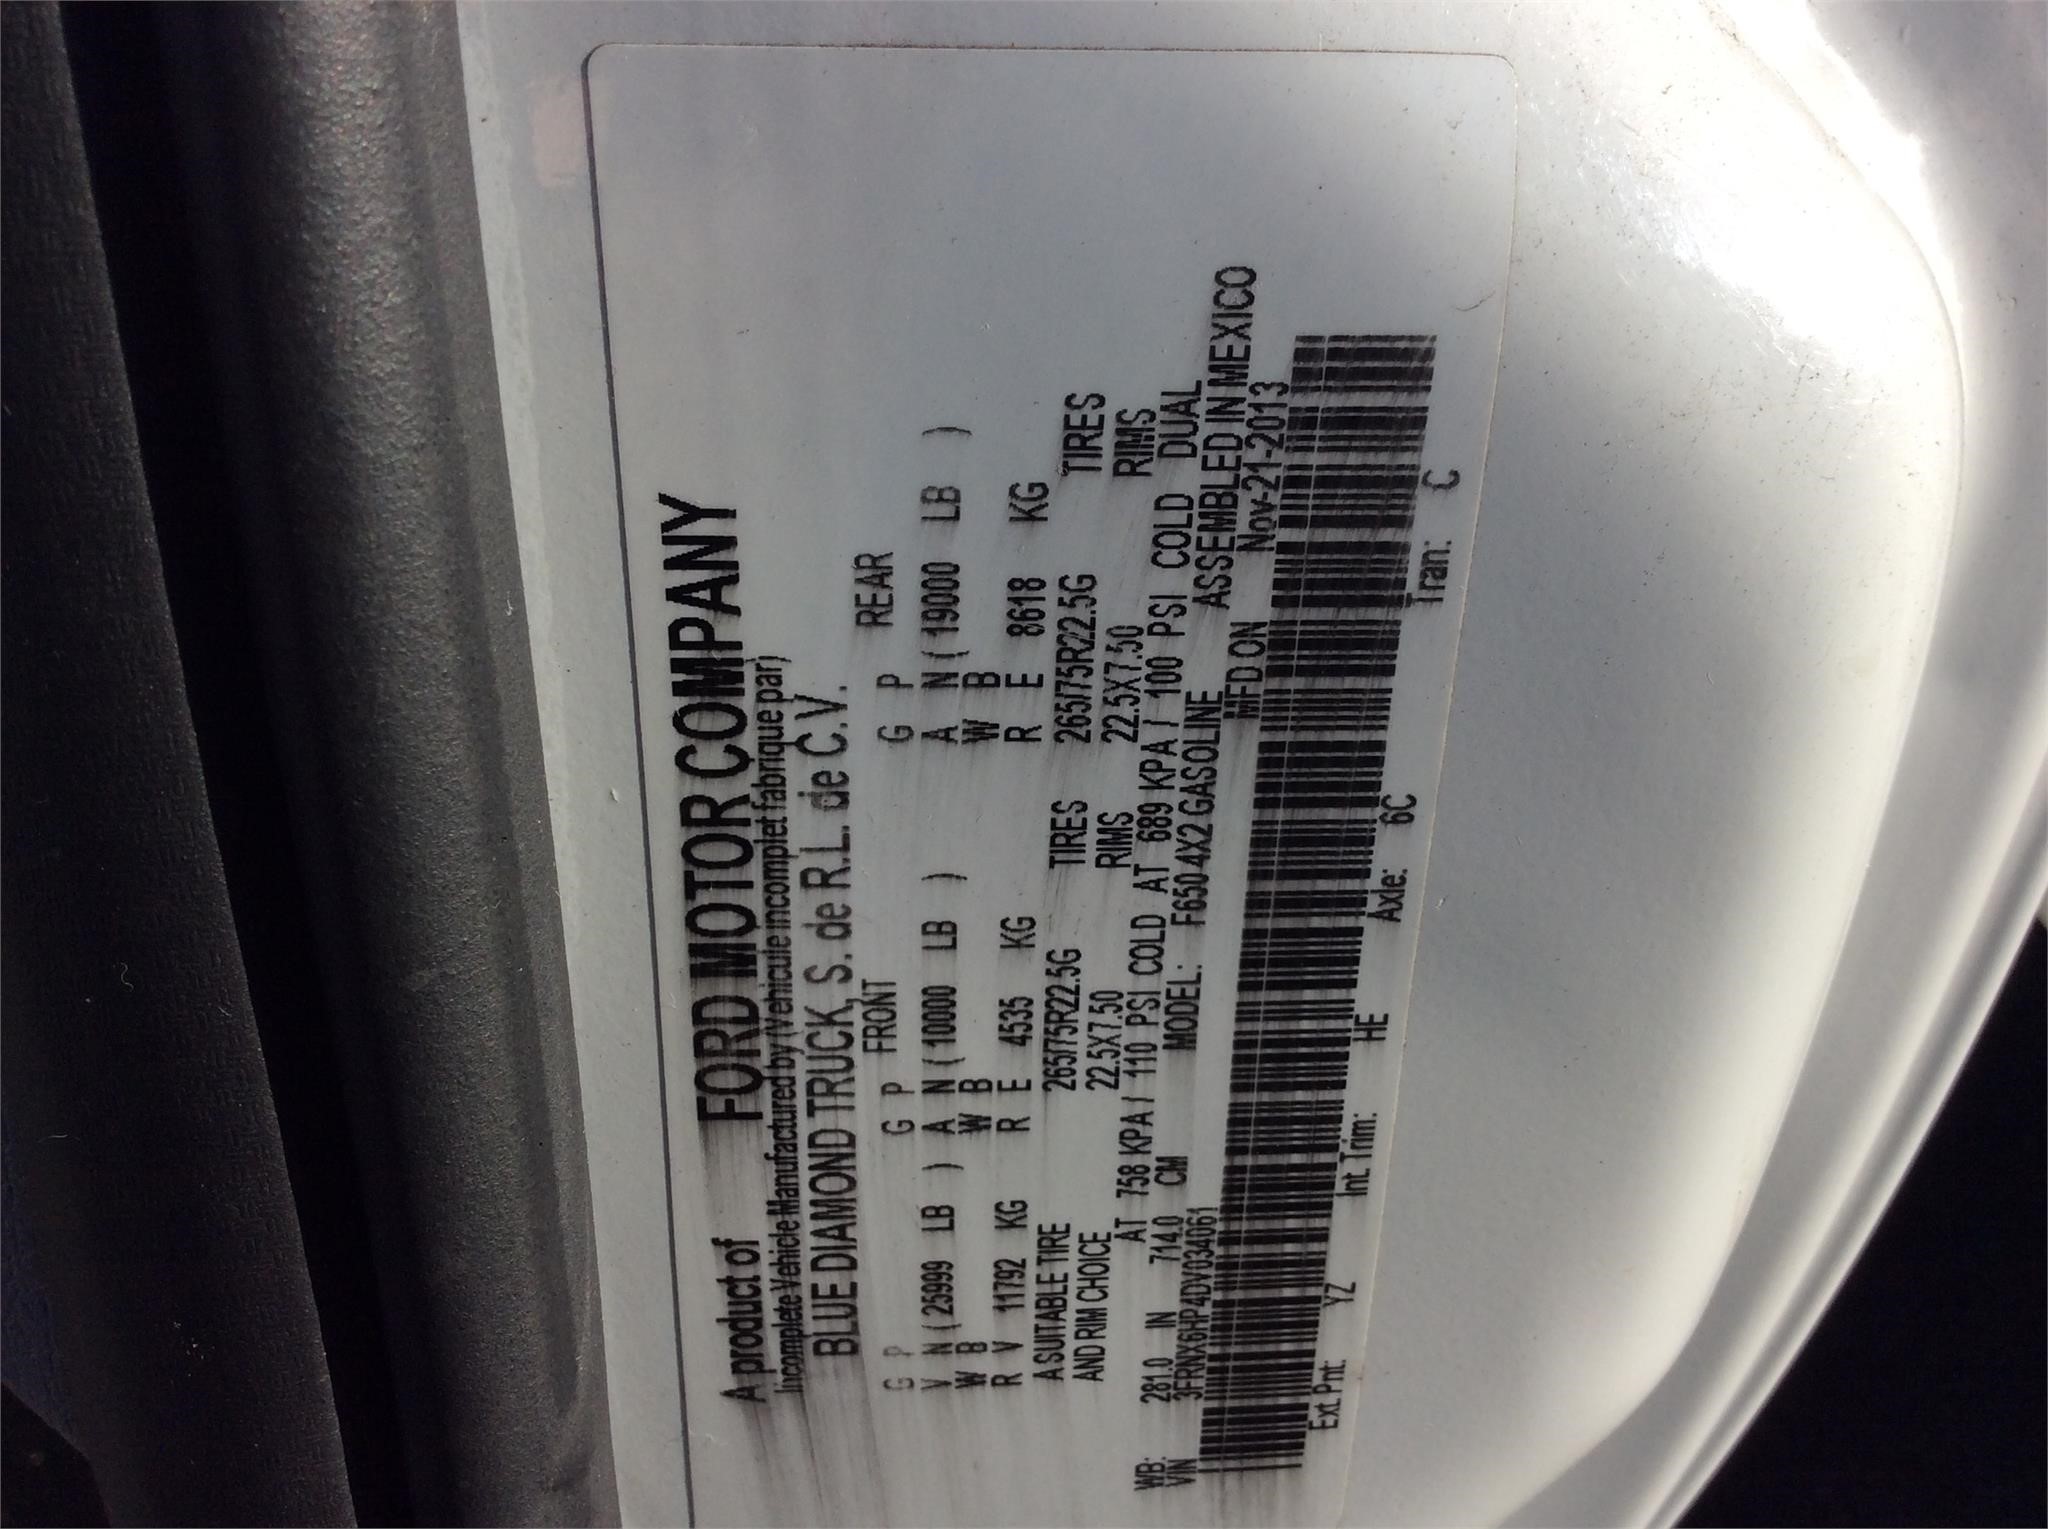 A product of FORD MOTOR COMPANY
Incomplete Vehicle Manufactured by (Vehicule incomplet fabrique par)
BLUE DIAMOND TRUCK, S. de R.L. de C.V.
FRONT REAR
G P G P G P
V N ( 25999 LB ) A N ( 10000 LB ) A N ( 19000 LB )
W B W B W B
R V 11792 KG R E 4535 KG R E 8618 KG
A SUITABLE TIRE 265/75R22.5G TIRES 265/75R22.5G TIRES
AND RIM CHOICE 22.5X7.50 RIMS 22.5X7.50 RIMS
AT 758 KPA / 110 PSI COLD AT 689 KPA / 100 PSI COLD DUAL
WB: 281.0 IN 714.0 CM MODEL: F650 4X2 GASOLINE ASSEMBLED IN MEXICO
VIN 3FRNX6HP4DV034061 MFD ON Nov-21-2013
Ext. Pnt: YZ Int. Trim: HE Axle: 6C Tran: C